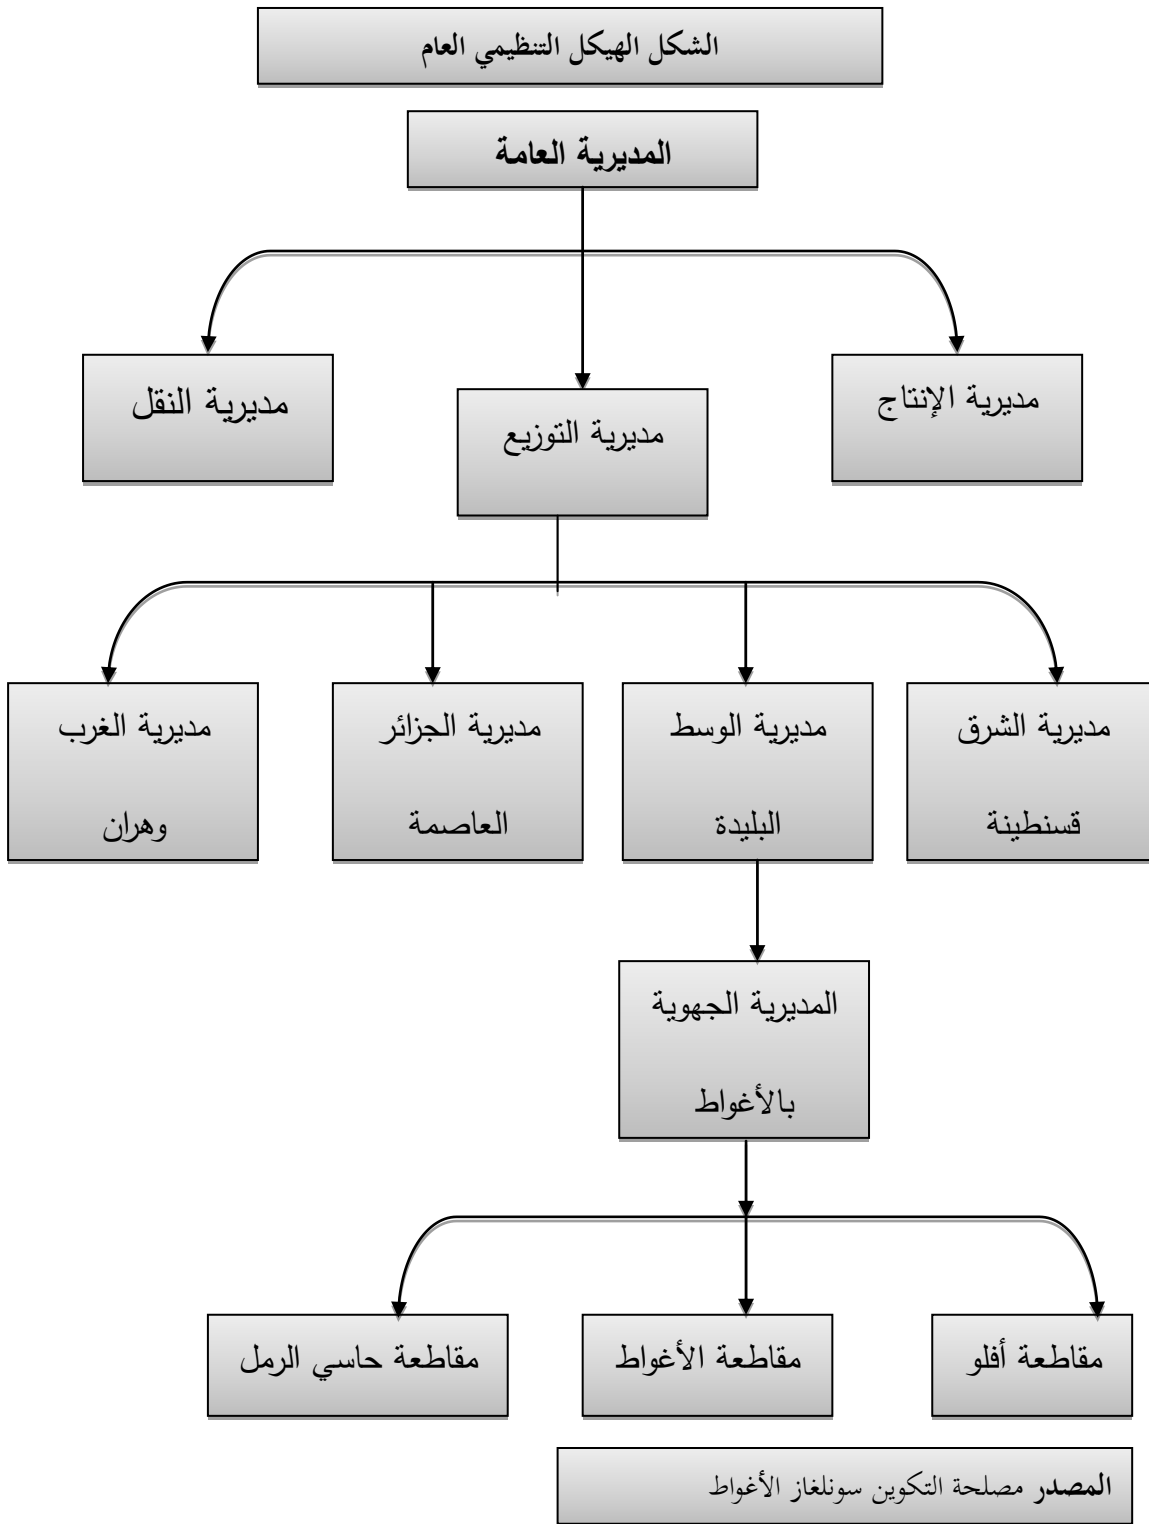 الشكل الهيكل التنظيمي العام
المديرية العامة
مديرية الإنتاج
مديرية التوزيع
مديرية النقل
مديرية الشرق
قسنطينة
مديرية الوسط
البليدة
مديرية الجزائر
العاصمة
مديرية الغرب
وهران
المديرية الجهوية
بالأغواط
مقاطعة أفلو
مقاطعة الأغواط
مقاطعة حاسي الرمل
المصدر مصلحة التكوين سونلغاز الأغواط